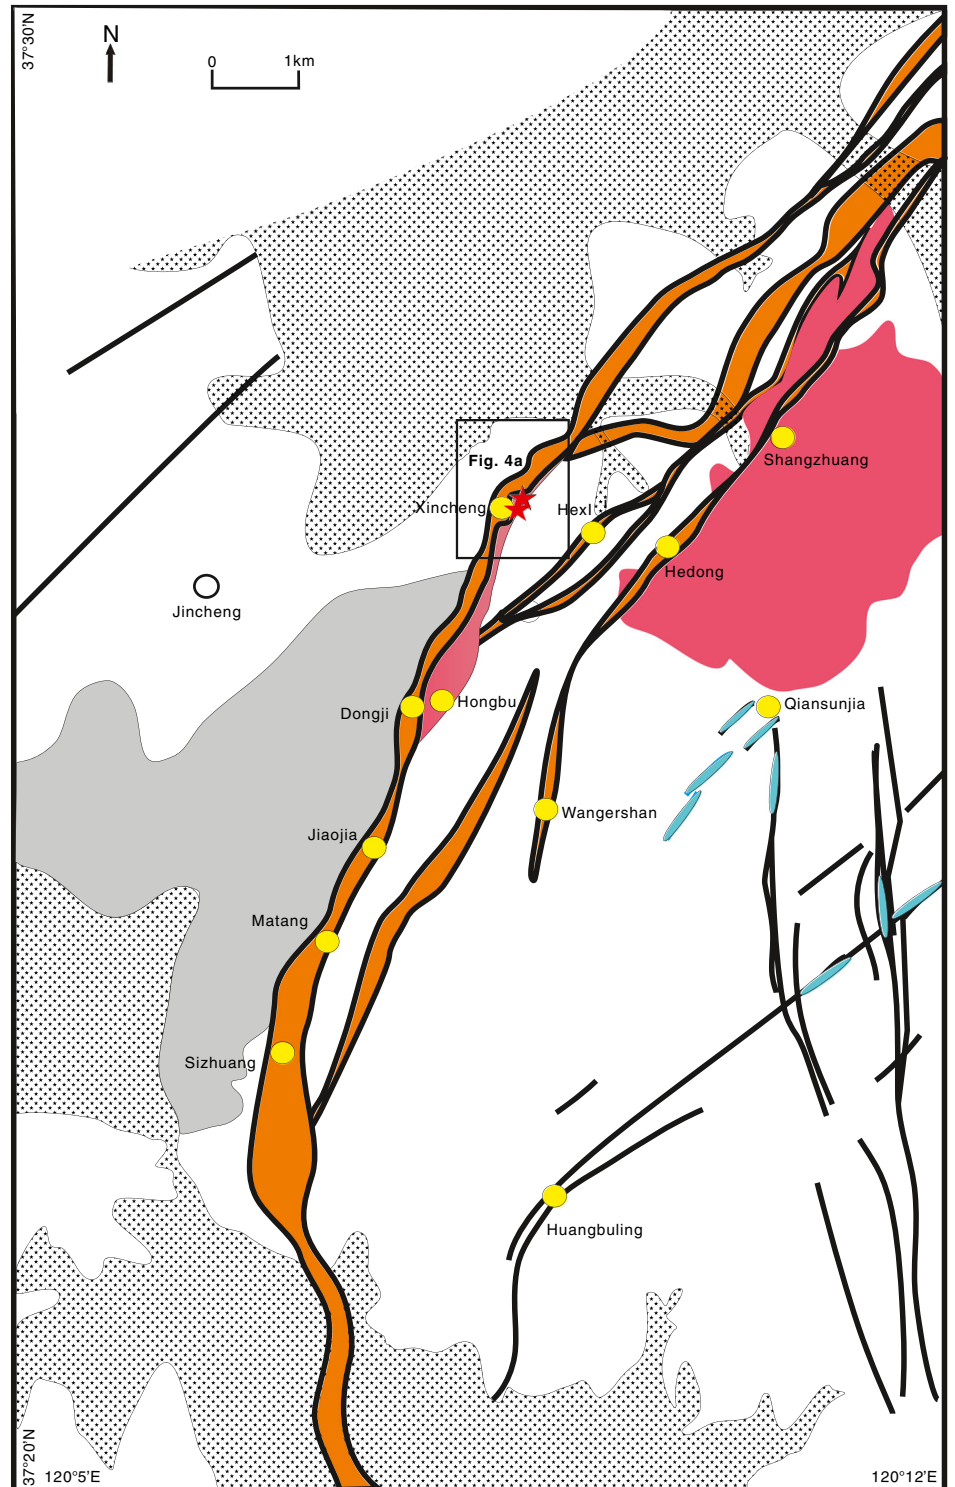 37°30'N
N
0 1km
Fig. 4a
Xincheng
HexI
Shangzhuang
Hedong
Jincheng
Hongbu
Dongji
Qiansunjia
Wangershan
Jiaojia
Matang
Sizhuang
Huangbuling
37°20'N
120°5'E
120°12'E